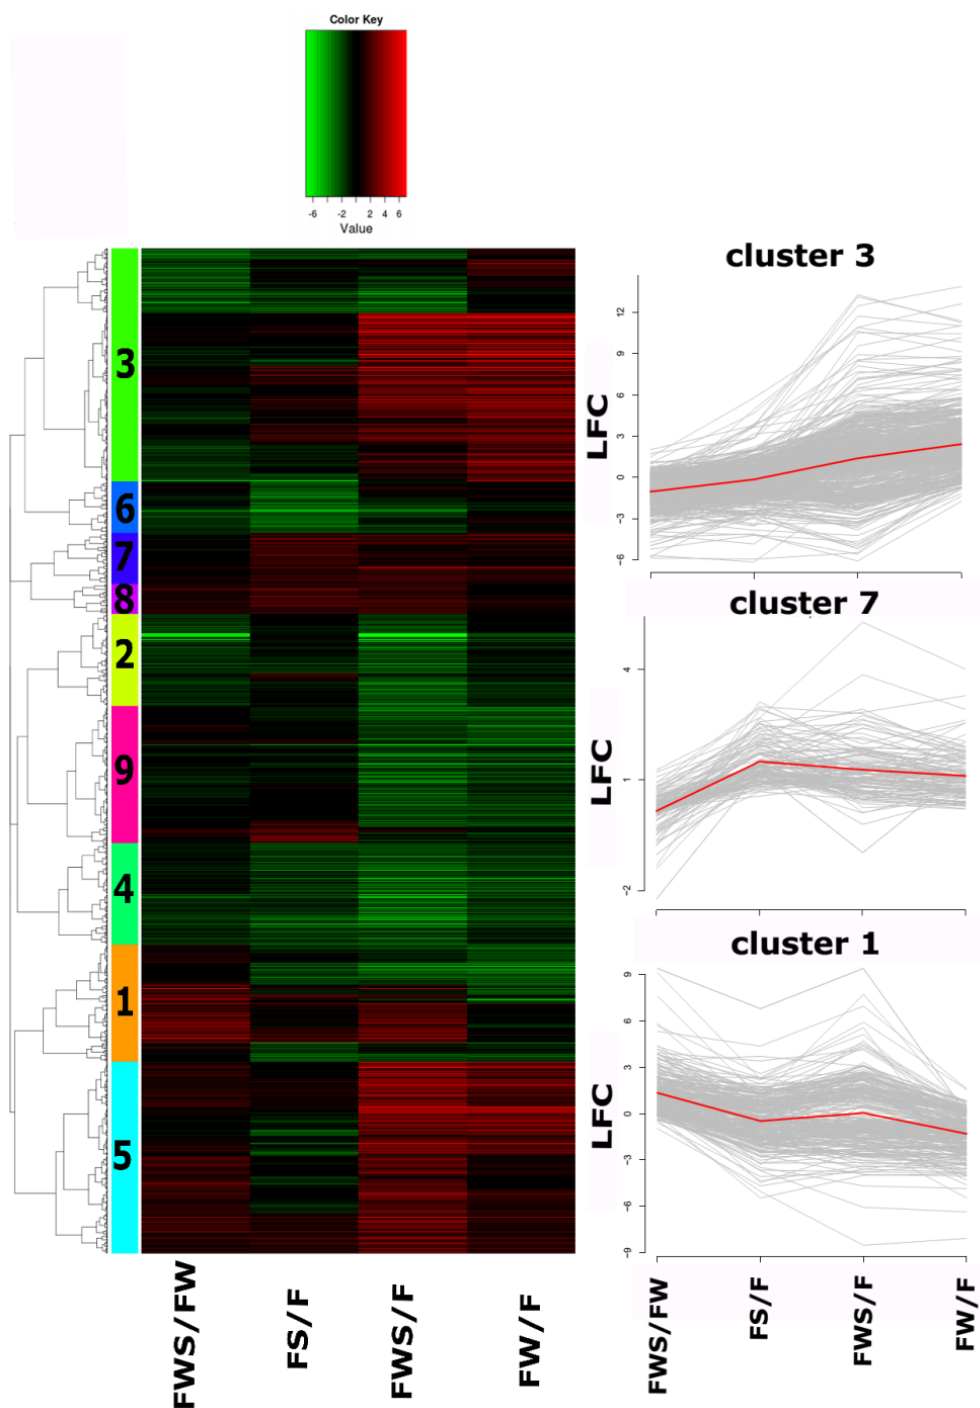 Color Key
-6 -2 2 4 6
Value
3
6
7
8
2
9
4
1
5
FWS/FW
FS/F
FWS/F
FW/F
cluster 3
LFC
12
9
6
3
0
-3
-6
cluster 7
LFC
4
1
-2
cluster 1
LFC
9
6
3
0
-3
-6
-9
FWS/FW
FS/F
FWS/F
FW/F